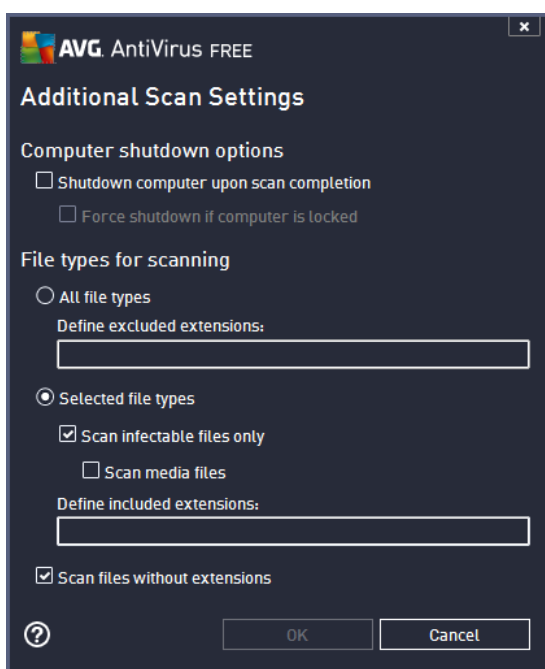 AVG. AntiVirus FREE
Additional Scan Settings
Computer shutdown options
Shutdown computer upon scan completion
Force shutdown if computer is locked
File types for scanning
All file types
Define excluded extensions:
Selected file types
Scan infectable files only
Scan media files
Define included extensions:
Scan files without extensions
OK Cancel